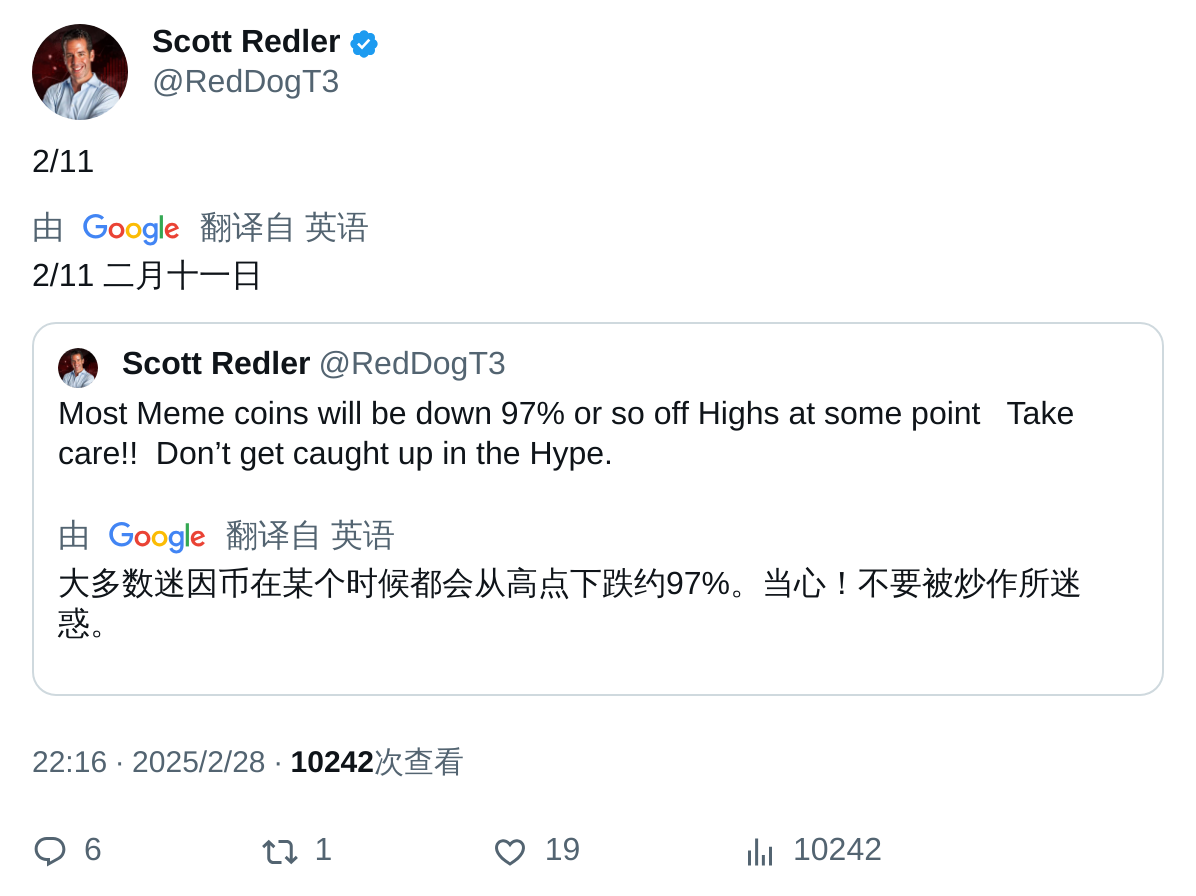 Scott Redler
@RedDogT3
2/11
由 Google 翻译自 英语
2/11 二月十一日
Scott Redler @RedDogT3
Most Meme coins will be down 97% or so off Highs at some point   Take
care!!  Don’t get caught up in the Hype.
由 Google 翻译自 英语
大多数迷因币在某个时候都会从高点下跌约97%。当心！不要被炒作所迷
惑。
22:16 · 2025/2/28 · 10242次查看
6 1 19 10242